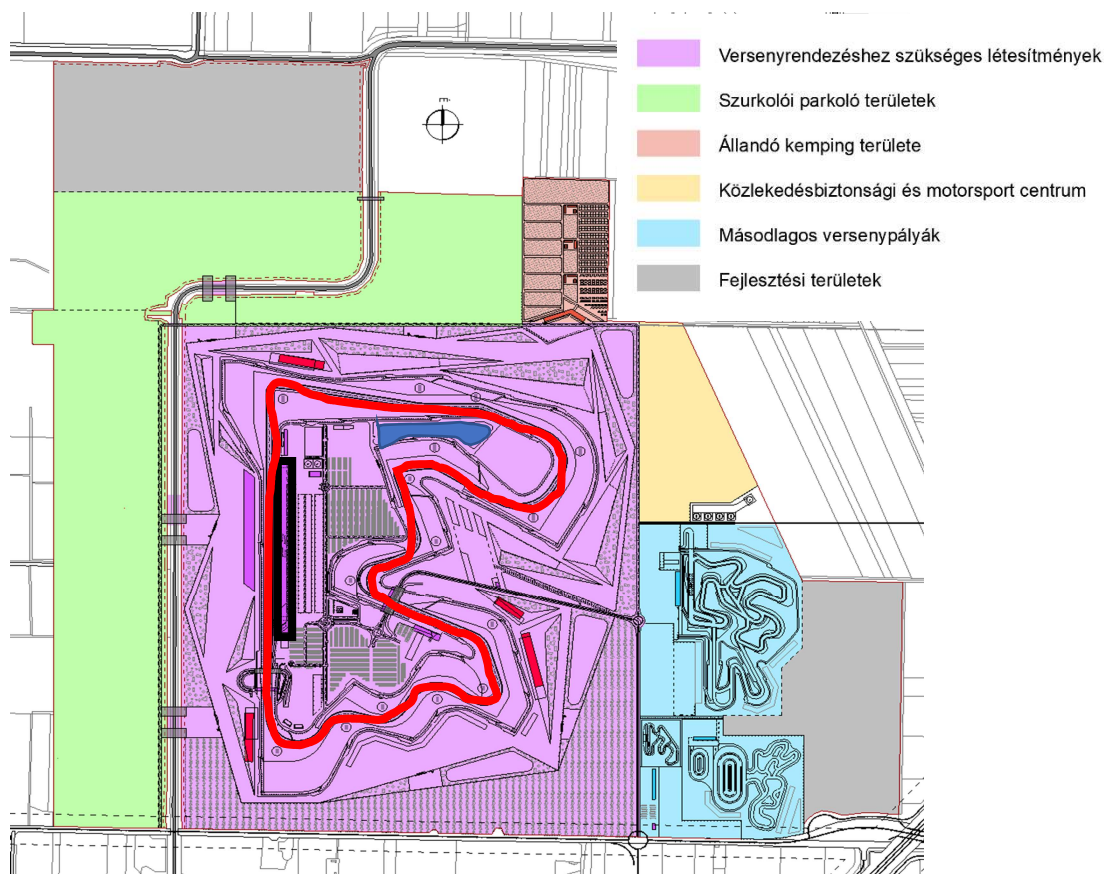 Versenyrendezéshez szükséges létesítmények
Szurkolói parkoló területek
É.
Állandó kemping területe
Közlekedésbiztonsági és motorsport centrum
Másodlagos versenypályák
Fejlesztési területek